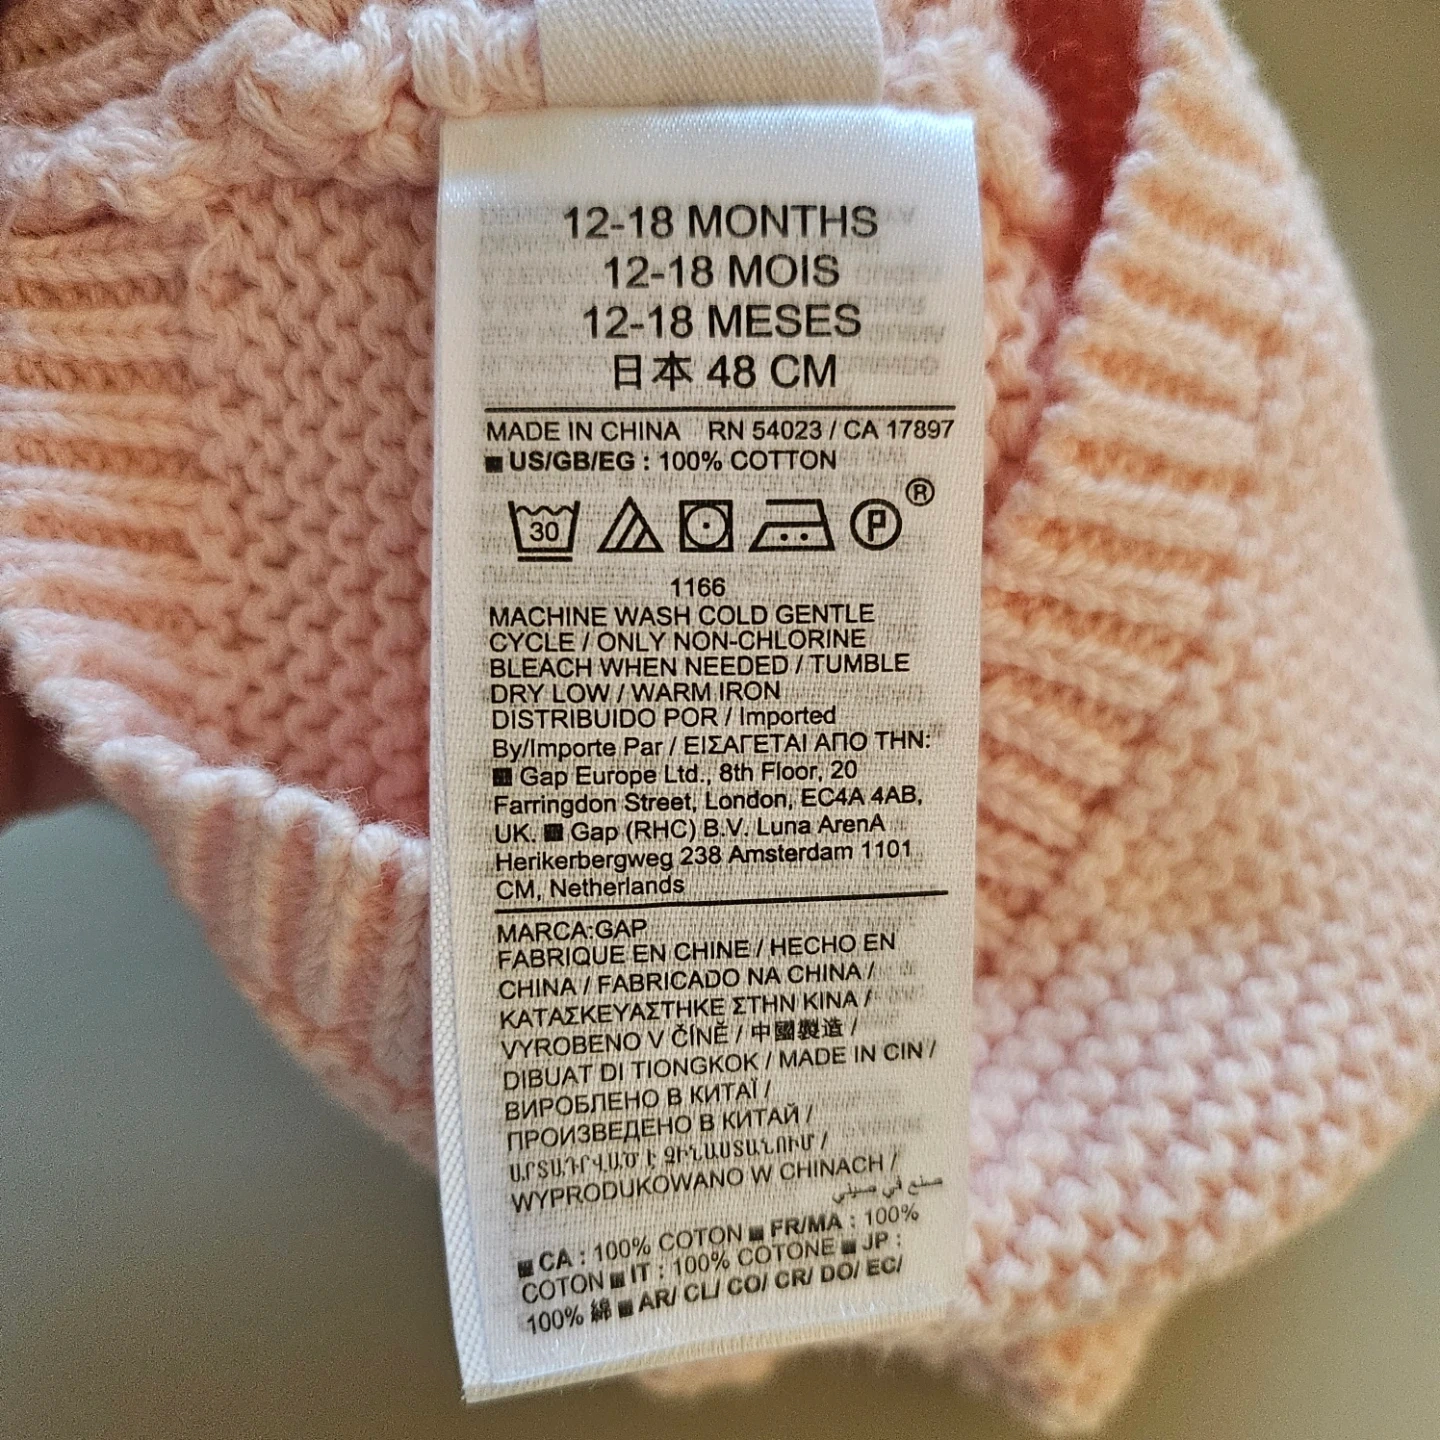 12-18 MONTHS
12-18 MOIS
12-18 MESES
日本 48 CM
MADE IN CHINA RN 54023 / CA 17897
■ US/GB/EG : 100% COTTON
30 P ®
1166
MACHINE WASH COLD GENTLE
CYCLE / ONLY NON-CHLORINE
BLEACH WHEN NEEDED / TUMBLE
DRY LOW / WARM IRON
DISTRIBUIDO POR / Imported
By/Importe Par / ΕΙΣΑΓΕΤΑΙ ΑΠΟ ΤΗΝ:
■ Gap Europe Ltd., 8th Floor, 20
Farringdon Street, London, EC4A 4AB,
UK. ■ Gap (RHC) B.V. Luna ArenA
Herikerbergweg 238 Amsterdam 1101
CM, Netherlands
MARCA:GAP
FABRIQUE EN CHINE / HECHO EN
CHINA / FABRICADO NA CHINA /
ΚΑΤΑΣΚΕΥΑΣΤΗΚΕ ΣΤΗΝ ΚΙΝΑ /
VYROBENO V ČÍNĚ / 中國製造 /
DIBUAT DI TIONGKOK / MADE IN CIN /
ВИРОБЛЕНО В КИТАЇ /
ПРОИЗВЕДЕНО В КИТАЙ /
ԱՐՏԱԴՐՎԱԾ Է ՉԻՆԱՍՏԱՆՈՒՄ /
WYPRODUKOWANO W CHINACH /
صنع في صيني
■ CA : 100% COTON ■ FR/MA : 100%
COTON ■ IT : 100% COTONE ■ JP :
100% 綿 ■ AR/ CL/ CO/ CR/ DO/ EC/